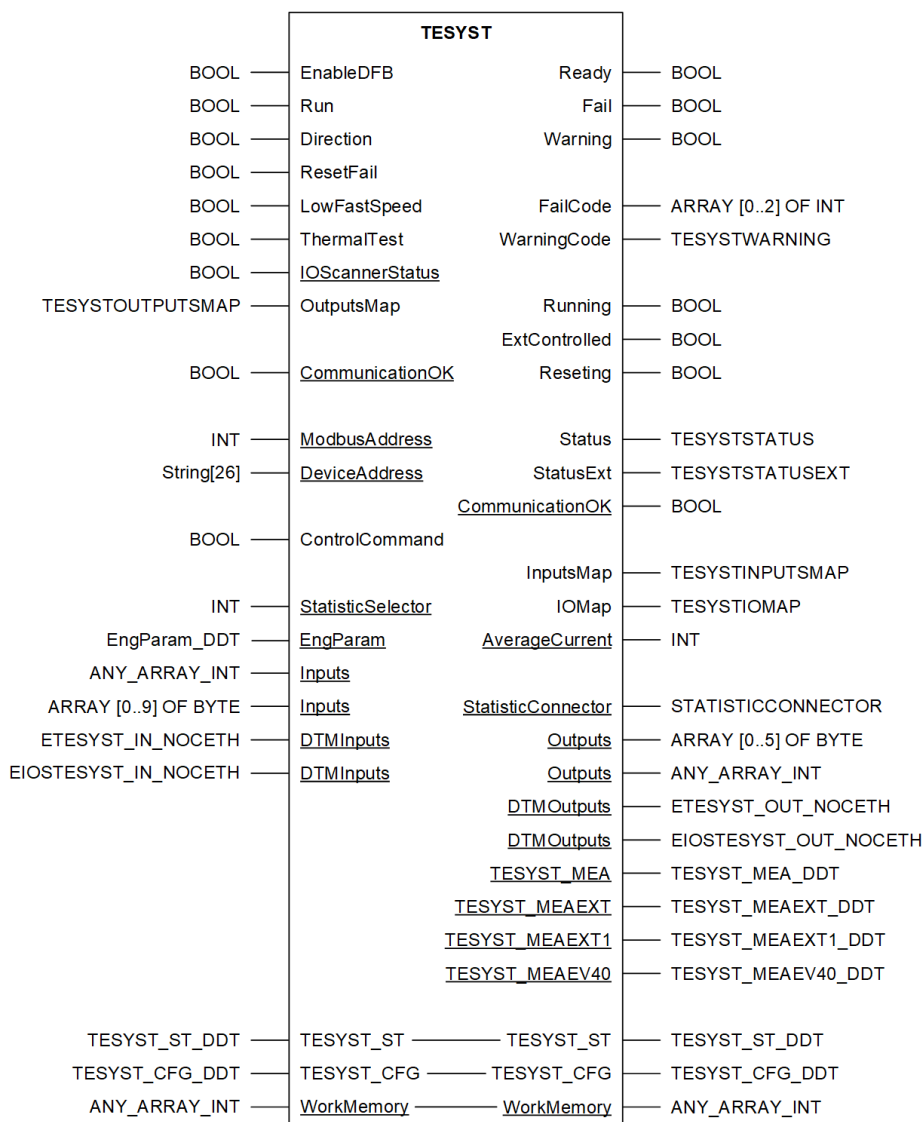 TESYST
BOOL EnableDFB Ready BOOL
BOOL Run Fail BOOL
BOOL Direction Warning BOOL
BOOL ResetFail
BOOL LowFastSpeed FailCode ARRAY [0..2] OF INT
BOOL ThermalTest WarningCode TESYSTWARNING
BOOL IOScannerStatus
TESYSTOUTPUTSMAP OutputsMap Running BOOL
ExtControlled BOOL
BOOL CommunicationOK Reseting BOOL
INT ModbusAddress Status TESYSTSTATUS
String[26] DeviceAddress StatusExt TESYSTSTATUSEXT
CommunicationOK BOOL
BOOL ControlCommand
InputsMap TESYSTINPUTSMAP
INT StatisticSelector IOMap TESYSTIOMAP
EngParam_DDT EngParam AverageCurrent INT
ANY_ARRAY_INT Inputs
ARRAY [0..9] OF BYTE Inputs StatisticConnector STATISTICCONNECTOR
ETESYST_IN_NOCETH DTMInputs Outputs ARRAY [0..5] OF BYTE
EIOSTESYST_IN_NOCETH DTMInputs Outputs ANY_ARRAY_INT
DTMOutputs ETESYST_OUT_NOCETH
DTMOutputs EIOSTESYST_OUT_NOCETH
TESYST_MEA TESYST_MEA_DDT
TESYST_MEAEXT TESYST_MEAEXT_DDT
TESYST_MEAEXT1 TESYST_MEAEXT1_DDT
TESYST_MEAEV40 TESYST_MEAEV40_DDT
TESYST_ST_DDT TESYST_ST TESYST_ST TESYST_ST_DDT
TESYST_CFG_DDT TESYST_CFG TESYST_CFG TESYST_CFG_DDT
ANY_ARRAY_INT WorkMemory WorkMemory ANY_ARRAY_INT